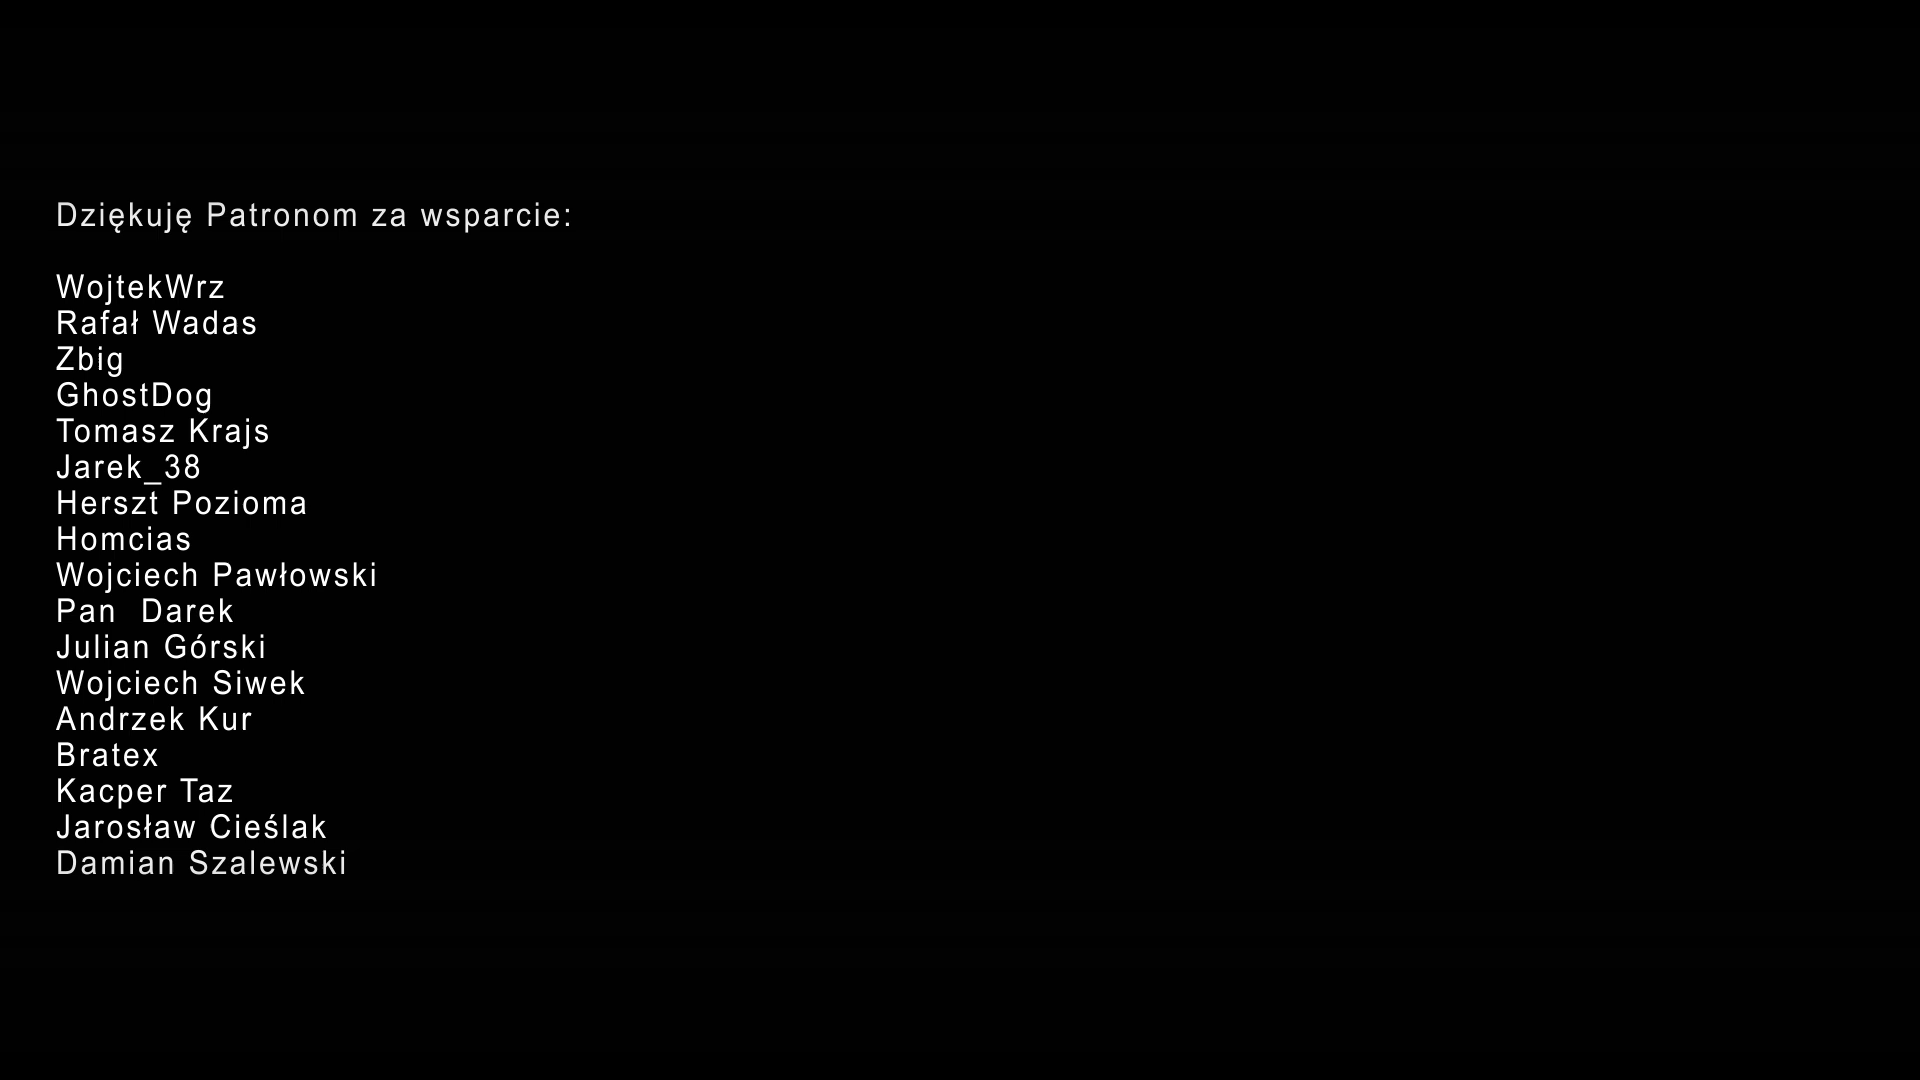 Dziękuję Patronom za wsparcie:
WojtekWrz
Rafał Wadas
Zbig
GhostDog
Tomasz Krajs
Jarek_38
Herszt Pozioma
Homcias
Wojciech Pawłowski
Pan  Darek
Julian Górski
Wojciech Siwek
Andrzek Kur
Bratex
Kacper Taz
Jarosław Cieślak
Damian Szalewski